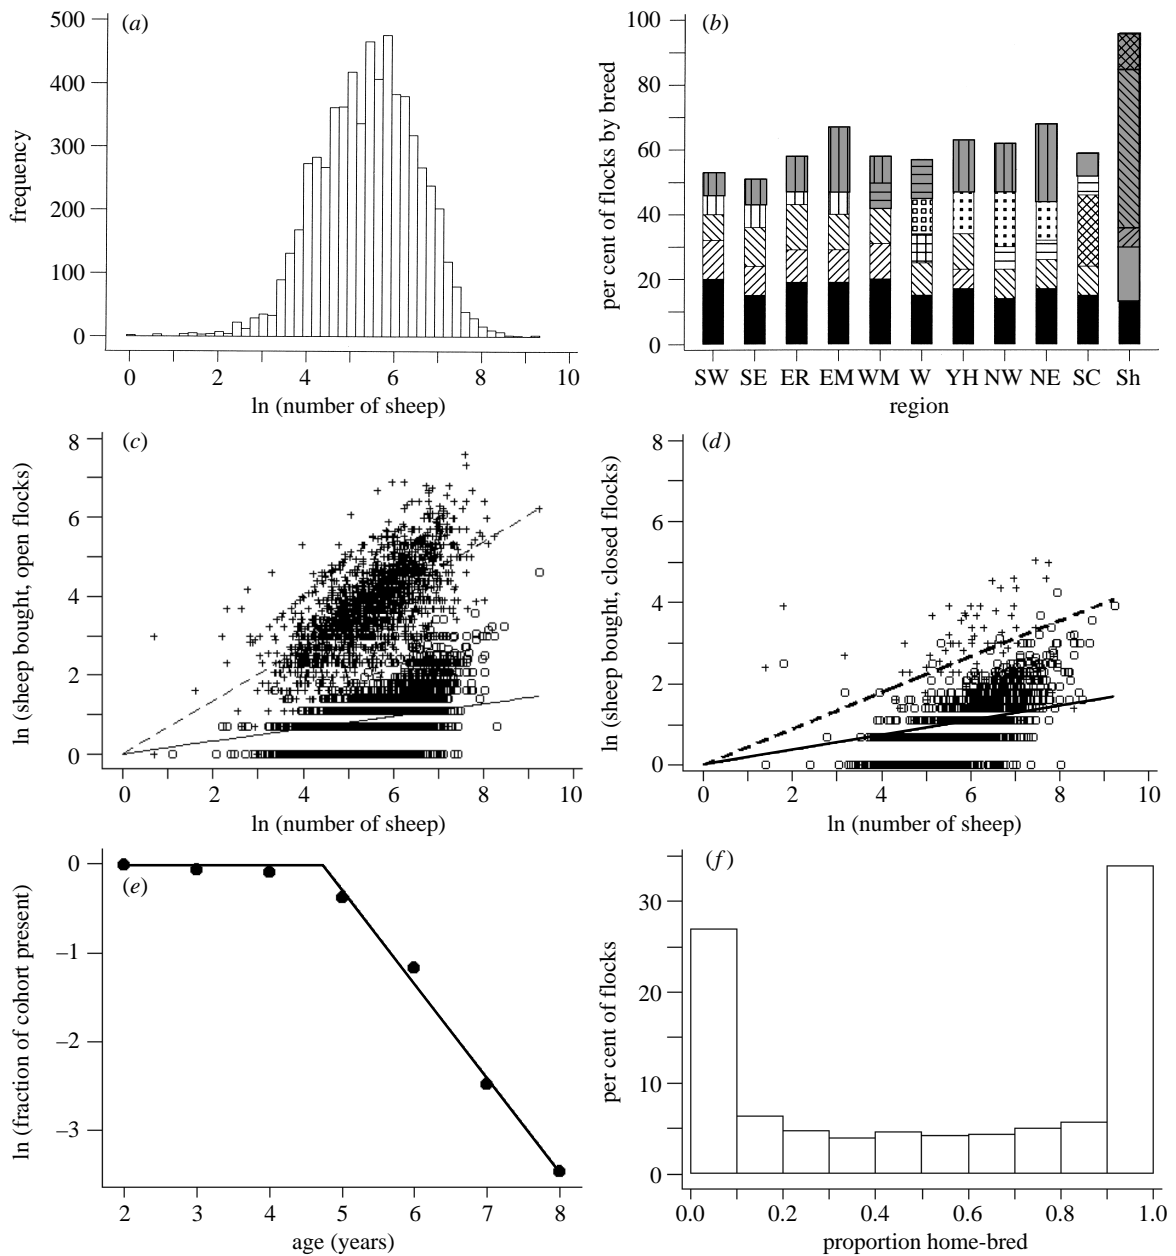 (a)
500
400
300
200
100
0
frequency
0 2 4 6 8 10
ln (number of sheep)
(b)
100
80
60
40
20
0
per cent of flocks by breed
SW SE ER EM WM W YH NW NE SC Sh
region
(c)
8
6
4
2
0
ln (sheep bought, open flocks)
0 2 4 6 8 10
ln (number of sheep)
(d)
8
6
4
2
0
ln (sheep bought, closed flocks)
0 2 4 6 8 10
ln (number of sheep)
(e)
0
–1
–2
–3
ln (fraction of cohort present)
2 3 4 5 6 7 8
age (years)
(f)
30
20
10
0
per cent of flocks
0.0 0.2 0.4 0.6 0.8 1.0
proportion home-bred